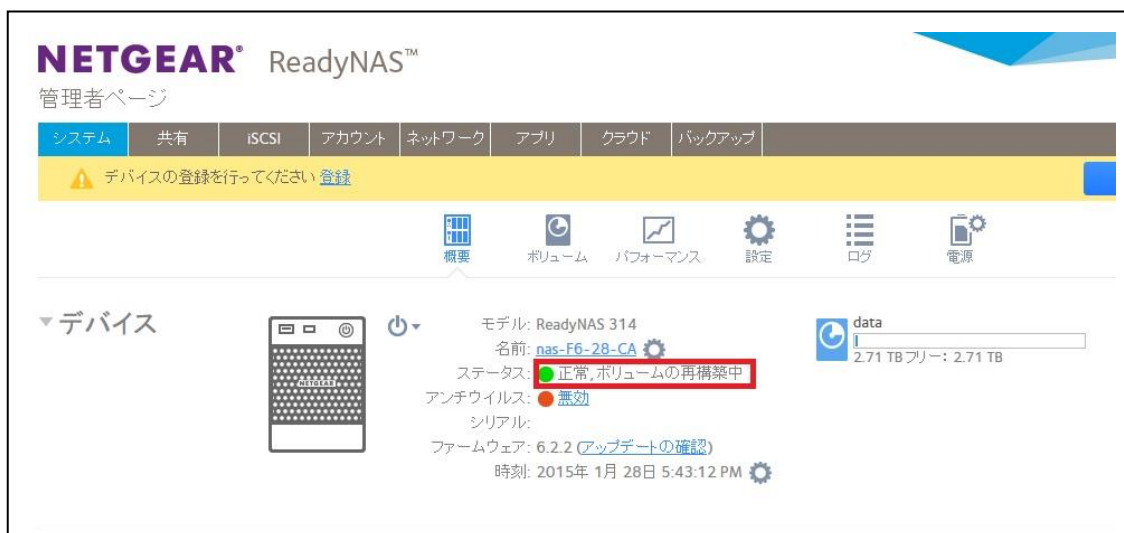 NETGEAR® ReadyNAS™
管理者ページ
システム 共有 iSCSI アカウント ネットワーク アプリ クラウド バックアップ
デバイスの登録を行ってください 登録
概要 ボリューム パフォーマンス 設定 ログ 電源
デバイス
NETGEAR
モデル: ReadyNAS 314
名前: nas-F6-28-CA
ステータス: 正常,ボリュームの再構築中
アンチウイルス: 無効
シリアル:
ファームウェア: 6.2.2 (アップデートの確認)
時刻: 2015年 1月 28日 5:43:12 PM
data
2.71 TB フリー: 2.71 TB